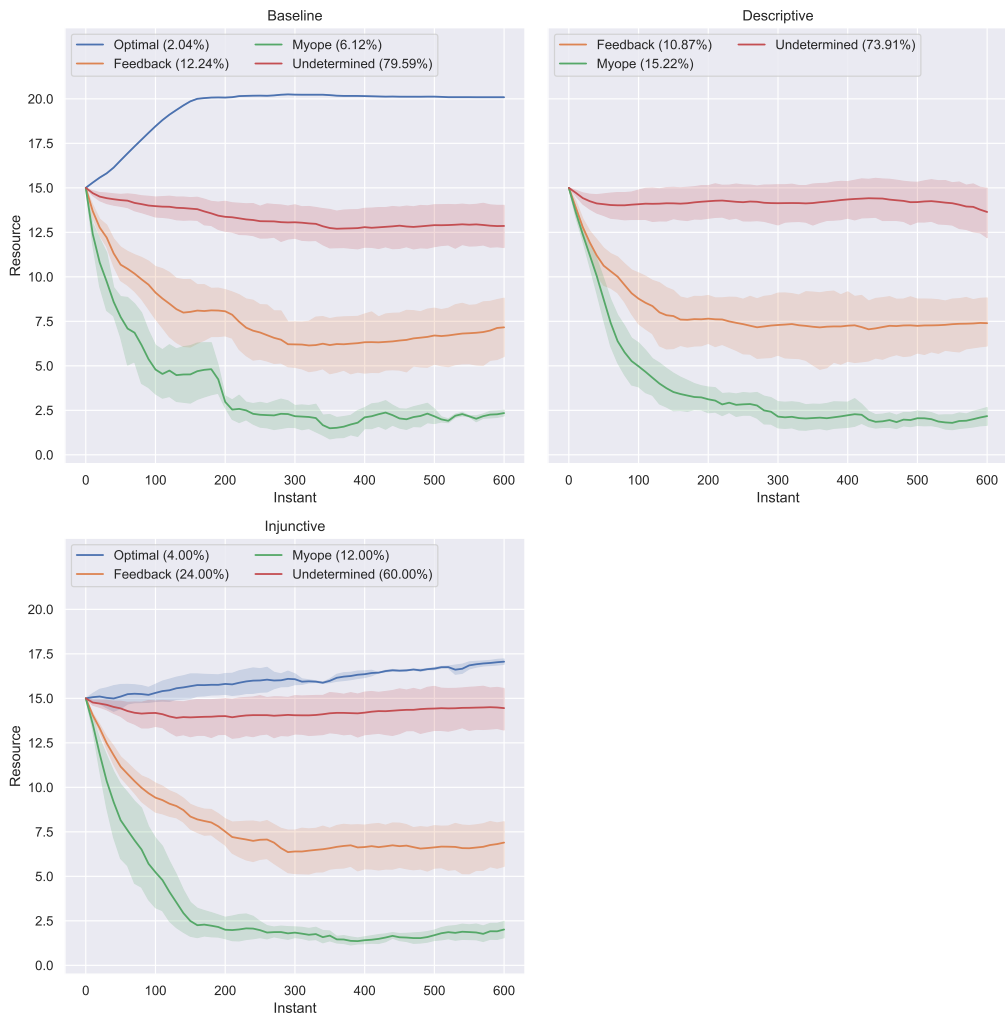 Baseline
Optimal (2.04%) Myope (6.12%)
Feedback (12.24%) Undetermined (79.59%)
20.0
17.5
15.0
12.5
10.0
7.5
5.0
2.5
0.0
Resource
0 100 200 300 400 500 600
Instant
Descriptive
Feedback (10.87%) Undetermined (73.91%)
Myope (15.22%)
0 100 200 300 400 500 600
Instant
Injunctive
Optimal (4.00%) Myope (12.00%)
Feedback (24.00%) Undetermined (60.00%)
20.0
17.5
15.0
12.5
10.0
7.5
5.0
2.5
0.0
Resource
0 100 200 300 400 500 600
Instant